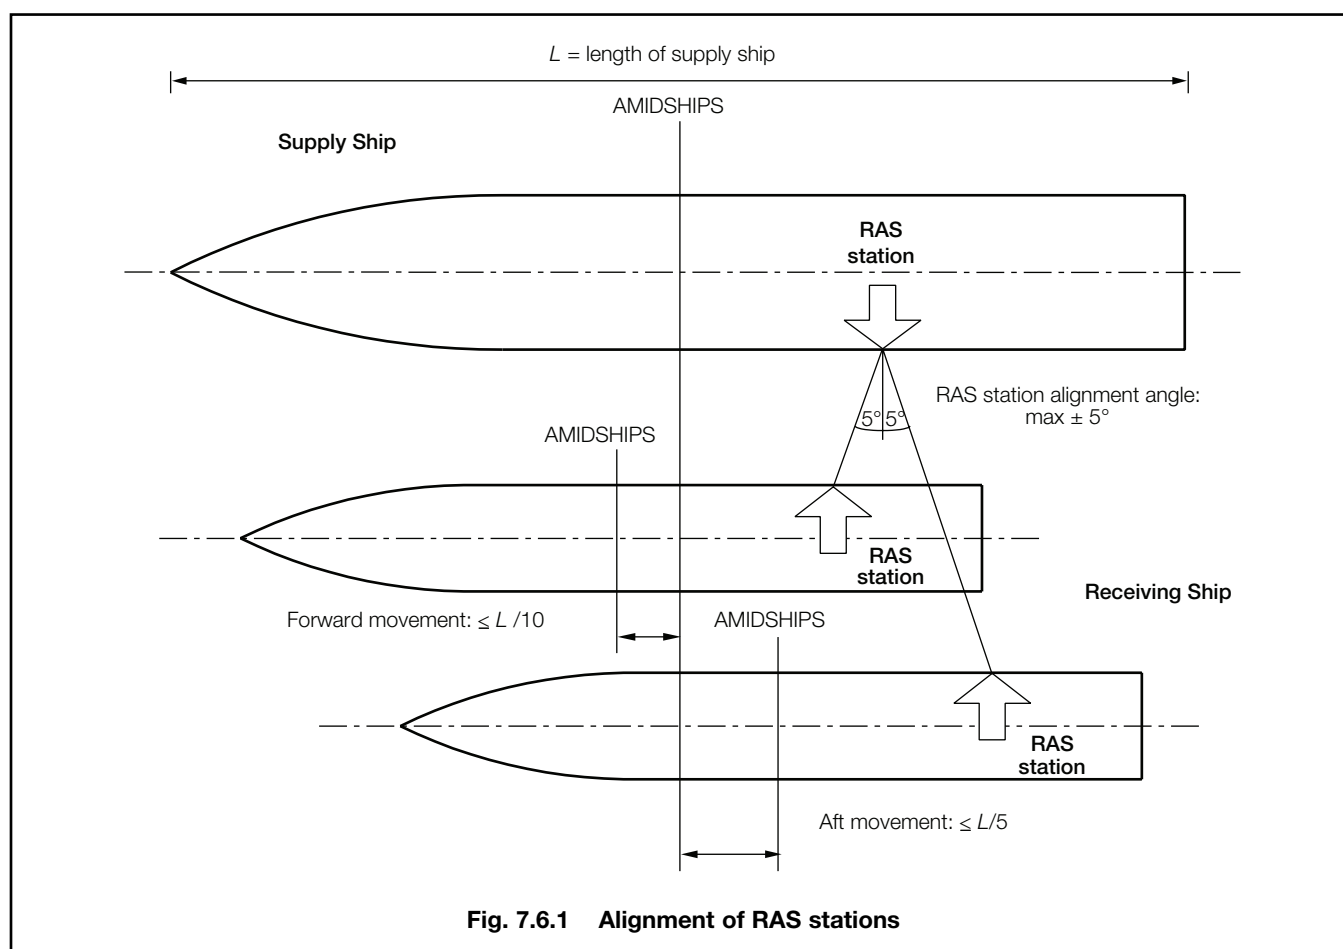 L = length of supply ship
AMIDSHIPS
Supply Ship
RAS
station
RAS station alignment angle:
max ± 5°
5° 5°
AMIDSHIPS
RAS
station
Receiving Ship
Forward movement: ≤ L /10
AMIDSHIPS
RAS
station
Aft movement: ≤ L/5
Fig. 7.6.1 Alignment of RAS stations